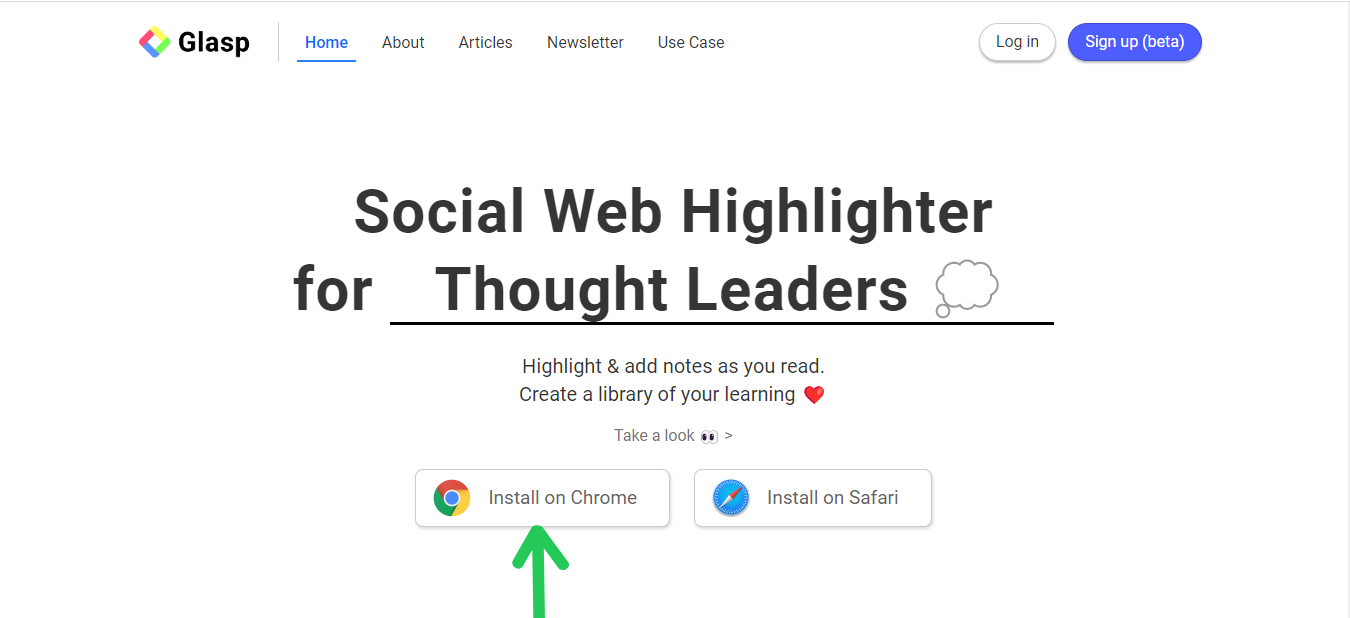 Glasp
Home About Articles Newsletter Use Case
Log in Sign up (beta)
Social Web Highlighter
for Thought Leaders
Highlight & add notes as you read.
Create a library of your learning ❤️
Take a look 👀 >
Install on Chrome
Install on Safari